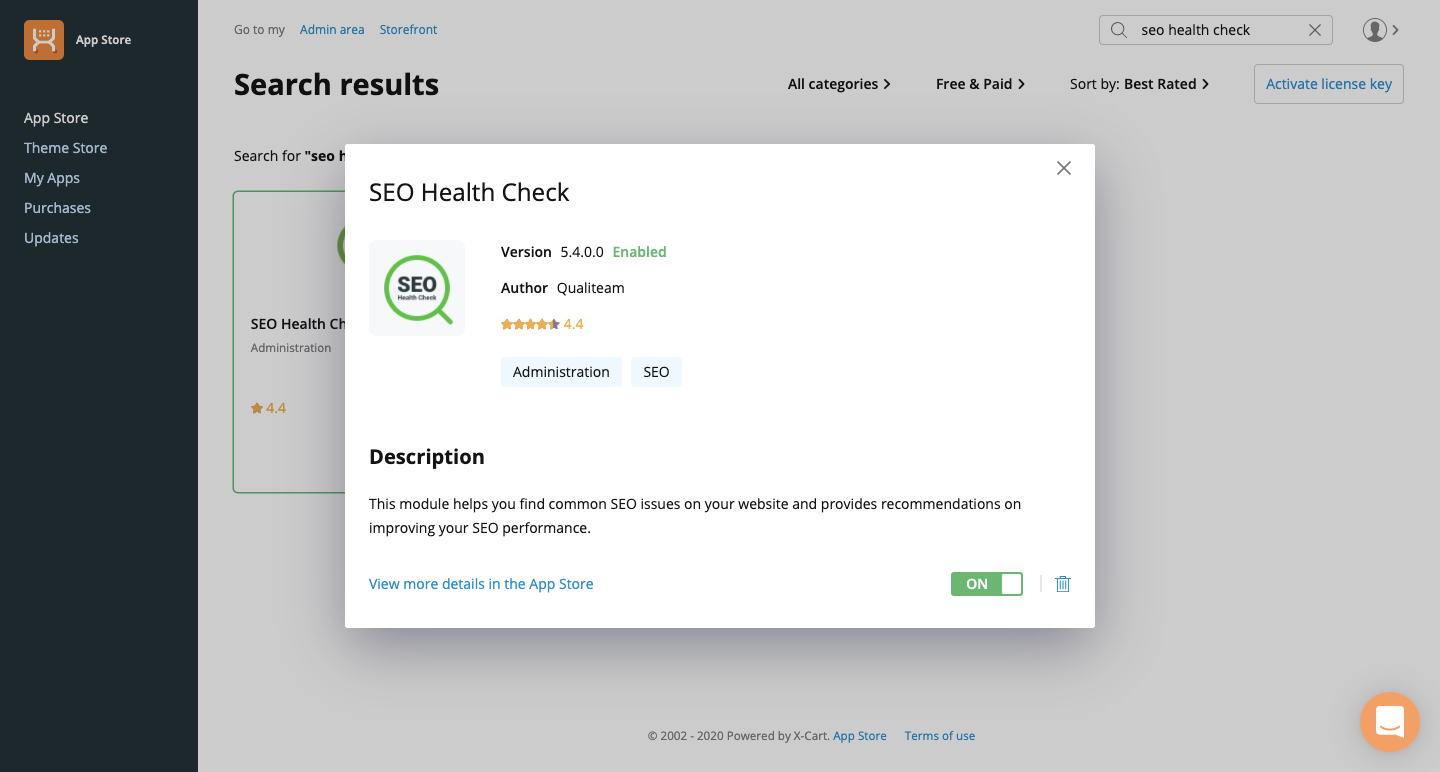 App Store
Go to my Admin area Storefront
seo health check
Search results
All categories
Free & Paid
Sort by: Best Rated
Activate license key
App Store
Theme Store
My Apps
Purchases
Updates
Search for "seo h
SEO Health Ch
Administration
4.4
SEO Health Check
SEO
Health Check
Version 5.4.0.0 Enabled
Author Qualiteam
4.4
Administration SEO
Description
This module helps you find common SEO issues on your website and provides recommendations on
improving your SEO performance.
View more details in the App Store
ON
© 2002 - 2020 Powered by X-Cart. App Store Terms of use